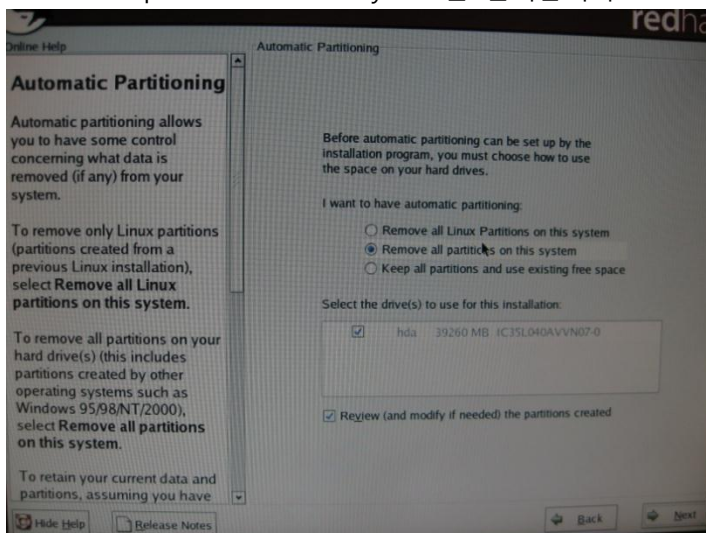 redha
Online Help
Automatic Partitioning
Automatic Partitioning
Automatic partitioning allows
you to have some control
concerning what data is
removed (if any) from your
system.
To remove only Linux partitions
(partitions created from a
previous Linux installation),
select Remove all Linux
partitions on this system.
To remove all partitions on your
hard drive(s) (this includes
partitions created by other
operating systems such as
Windows 95/98/NT/2000),
select Remove all partitions
on this system.
To retain your current data and
partitions, assuming you have
Before automatic partitioning can be set up by the
installation program, you must choose how to use
the space on your hard drives.
I want to have automatic partitioning:
Remove all Linux Partitions on this system
Remove all partitions on this system
Keep all partitions and use existing free space
Select the drive(s) to use for this installation:
hda 39260 MB IC35L040AVVN07-0
Review (and modify if needed) the partitions created
Hide Help
Release Notes
Back
Next